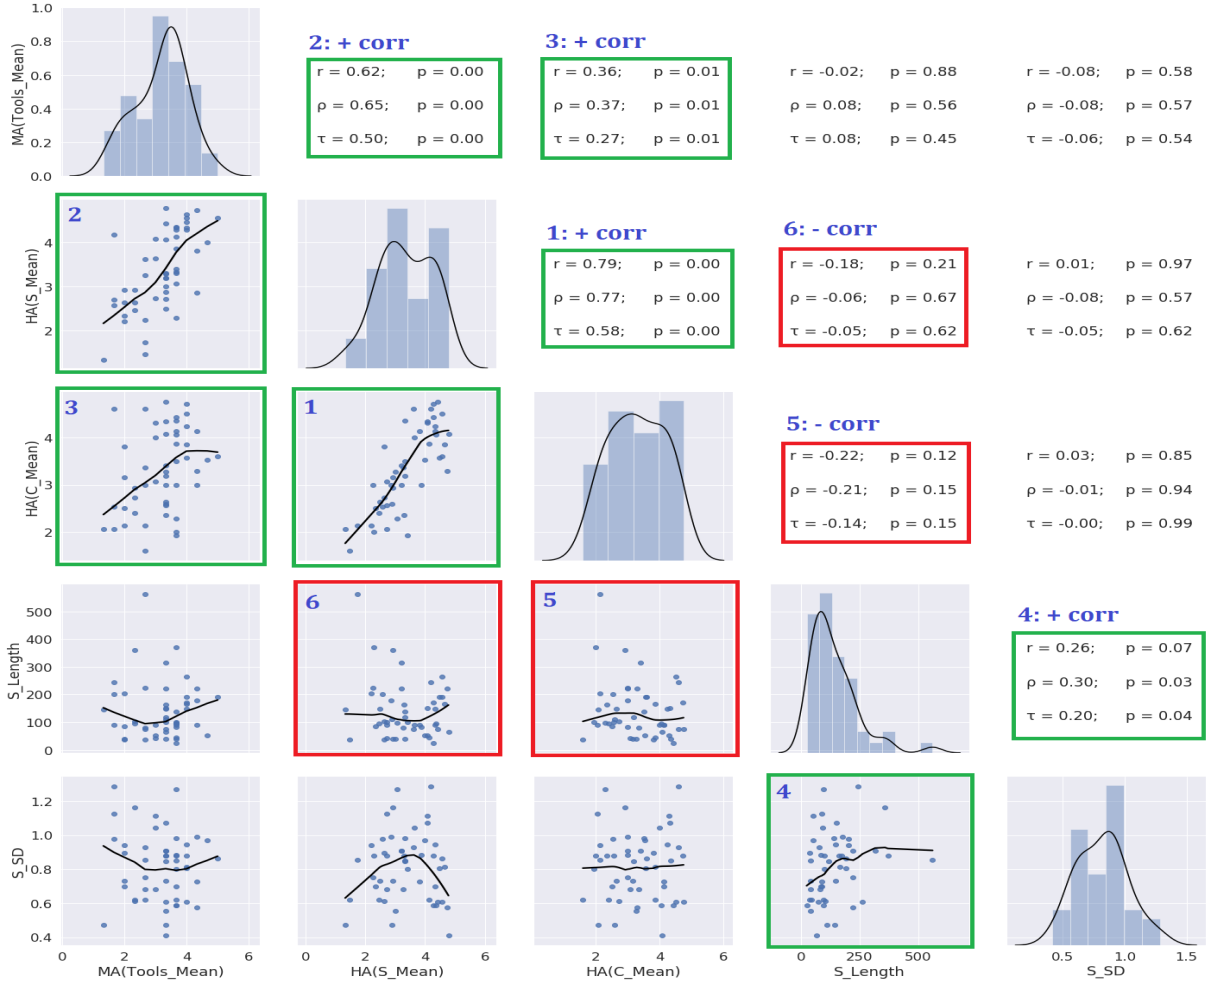 2: + corr
3: + corr
r = 0.62; p = 0.00
ρ = 0.65; p = 0.00
τ = 0.50; p = 0.00
r = 0.36; p = 0.01
ρ = 0.37; p = 0.01
τ = 0.27; p = 0.01
r = -0.02; p = 0.88
ρ = 0.08; p = 0.56
τ = 0.08; p = 0.45
r = -0.08; p = 0.58
ρ = -0.08; p = 0.57
τ = -0.06; p = 0.54
MA(Tools_Mean)
1.0
0.8
0.6
0.4
0.2
0.0
2
1: + corr
6: - corr
r = 0.79; p = 0.00
ρ = 0.77; p = 0.00
τ = 0.58; p = 0.00
r = -0.18; p = 0.21
ρ = -0.06; p = 0.67
τ = -0.05; p = 0.62
r = 0.01; p = 0.97
ρ = -0.08; p = 0.57
τ = -0.05; p = 0.62
HA(S_Mean)
4
3
2
3
1
5: - corr
r = -0.22; p = 0.12
ρ = -0.21; p = 0.15
τ = -0.14; p = 0.15
r = 0.03; p = 0.85
ρ = -0.01; p = 0.94
τ = -0.00; p = 0.99
HA(C_Mean)
4
3
2
6
5
4: + corr
r = 0.26; p = 0.07
ρ = 0.30; p = 0.03
τ = 0.20; p = 0.04
S_Length
500
400
300
200
100
0
4
S_SD
1.2
1.0
0.8
0.6
0.4
0 2 4 6
0 2 4 6
0 2 4 6
0 250 500
0.5 1.0 1.5
MA(Tools_Mean)
HA(S_Mean)
HA(C_Mean)
S_Length
S_SD